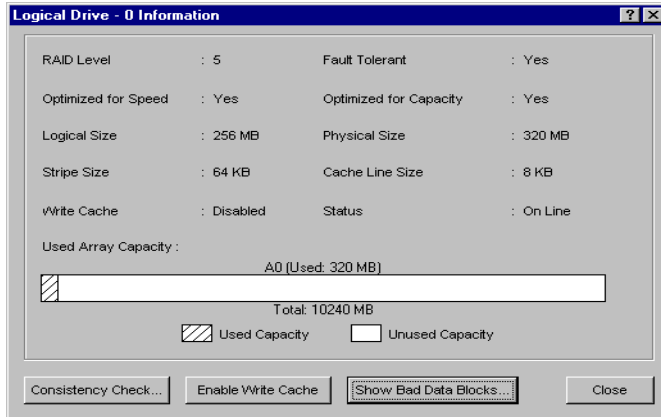 Logical Drive - 0 Information
RAID Level : 5 Fault Tolerant : Yes
Optimized for Speed : Yes Optimized for Capacity : Yes
Logical Size : 256 MB Physical Size : 320 MB
Stripe Size : 64 KB Cache Line Size : 8 KB
Write Cache : Disabled Status : On Line
Used Array Capacity :
A0 (Used: 320 MB)
Total: 10240 MB
Used Capacity Unused Capacity
Consistency Check... Enable Write Cache Show Bad Data Blocks... Close